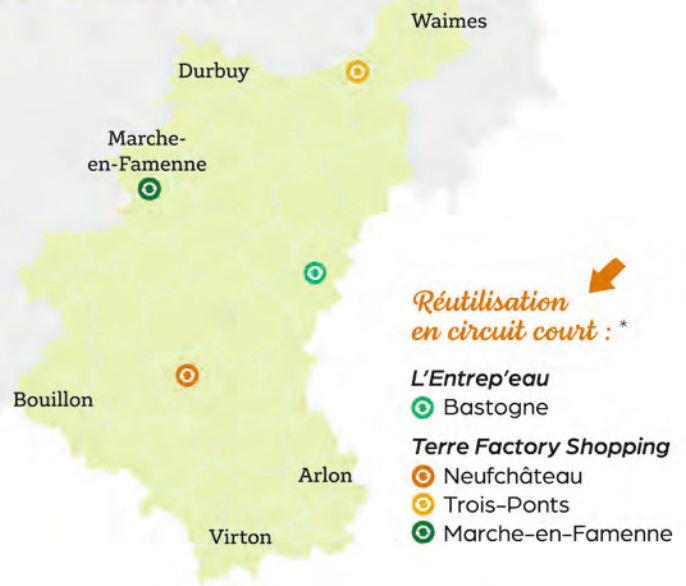 Waimes
Durbuy
Marche-
en-Famenne
Réutilisation
en circuit court : *
L'Entrep'eau
Bastogne
Bouillon
Terre Factory Shopping
Neufchâteau
Arlon
Trois-Ponts
Marche-en-Famenne
Virton